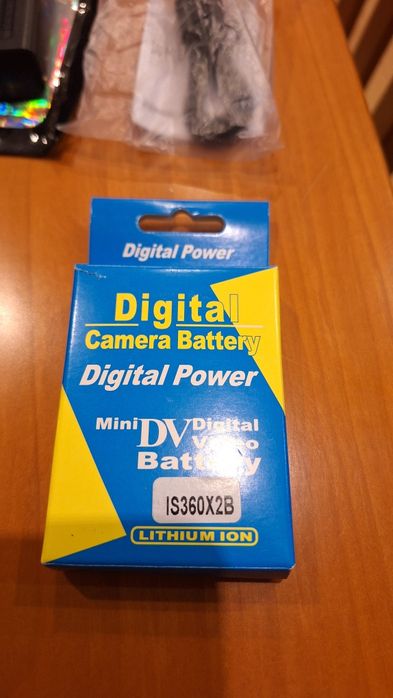 Digital Power
Digital
Camera Battery
Digital Power
Mini DV Digital
Video
Battery
IS360X2B
LITHIUM ION